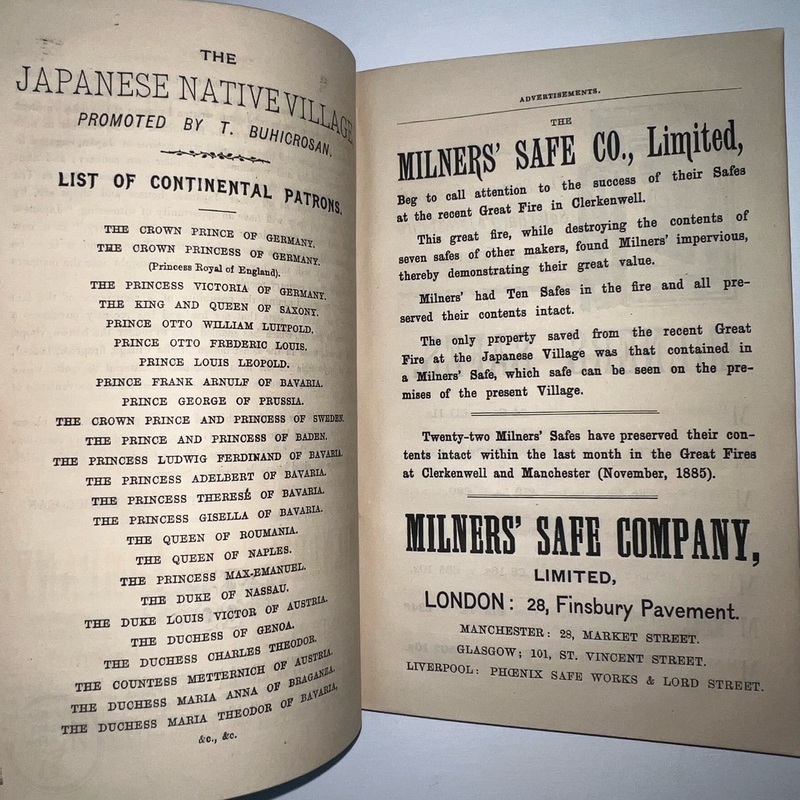 THE
JAPANESE NATIVE VILLAGE
PROMOTED BY T. BUHICROSAN.
LIST OF CONTINENTAL PATRONS.
THE CROWN PRINCE OF GERMANY.
THE CROWN PRINCESS OF GERMANY.
(Princess Royal of England).
THE PRINCESS VICTORIA OF GERMANY.
THE KING AND QUEEN OF SAXONY.
PRINCE OTTO WILLIAM LUITPOLD.
PRINCE OTTO FREDERIC LOUIS.
PRINCE LOUIS LEOPOLD.
PRINCE FRANK ARNULF OF BAVARIA.
PRINCE GEORGE OF PRUSSIA.
THE CROWN PRINCE AND PRINCESS OF SWEDEN.
THE PRINCE AND PRINCESS OF BADEN.
THE PRINCESS LUDWIG FERDINAND OF BAVARIA.
THE PRINCESS ADELBERT OF BAVARIA.
THE PRINCESS THERESÉ OF BAVARIA.
THE PRINCESS GISELLA OF BAVARIA.
THE QUEEN OF ROUMANIA.
THE QUEEN OF NAPLES.
THE PRINCESS MAX-EMANUEL.
THE DUKE OF NASSAU.
THE DUKE LOUIS VICTOR OF AUSTRIA.
THE DUCHESS OF GENOA.
THE DUCHESS CHARLES THEODOR.
THE COUNTESS METTERNICH OF AUSTRIA.
THE DUCHESS MARIA ANNA OF BRAGANZA.
THE DUCHESS MARIA THEODOR OF BAVARIA,
&c., &c.
ADVERTISEMENTS.
THE
MILNERS' SAFE CO., Limited,
Beg to call attention to the success of their Safes
at the recent Great Fire in Clerkenwell.
This great fire, while destroying the contents of
seven safes of other makers, found Milners' impervious,
thereby demonstrating their great value.
Milners' had Ten Safes in the fire and all pre-
served their contents intact.
The only property saved from the recent Great
Fire at the Japanese Village was that contained in
a Milners' Safe, which safe can be seen on the pre-
mises of the present Village.
Twenty-two Milners' Safes have preserved their con-
tents intact within the last month in the Great Fires
at Clerkenwell and Manchester (November, 1885).
MILNERS' SAFE COMPANY,
LIMITED,
LONDON: 28, Finsbury Pavement.
MANCHESTER: 28, MARKET STREET.
GLASGOW; 101, ST. VINCENT STREET.
LIVERPOOL: PHŒNIX SAFE WORKS & LORD STREET.